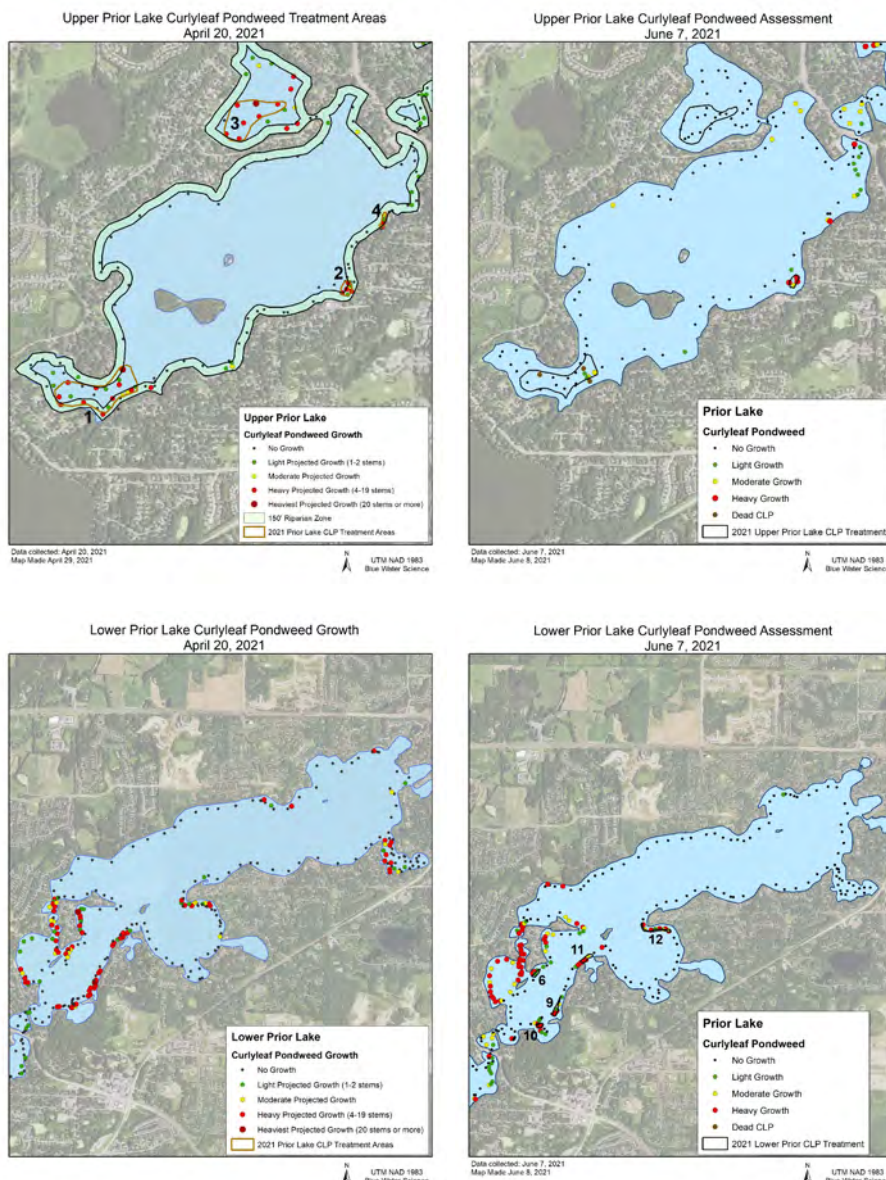 Upper Prior Lake Curlyleaf Pondweed Treatment Areas
April 20, 2021
3
4
2
1
Upper Prior Lake
Curlyleaf Pondweed Growth
No Growth
Light Projected Growth (1-2 stems)
Moderate Projected Growth
Heavy Projected Growth (4-19 stems)
Heaviest Projected Growth (20 stems or more)
150' Riparian Zone
2021 Prior Lake CLP Treatment Areas
Data collected: April 20, 2021
Map Made April 29, 2021
N
UTM NAD 1983
Blue Water Science
Upper Prior Lake Curlyleaf Pondweed Assessment
June 7, 2021
Prior Lake
Curlyleaf Pondweed
No Growth
Light Growth
Moderate Growth
Heavy Growth
Dead CLP
2021 Upper Prior Lake CLP Treatment
Data collected: June 7, 2021
Map Made June 8, 2021
N
UTM NAD 1983
Blue Water Science
Lower Prior Lake Curlyleaf Pondweed Growth
April 20, 2021
Lower Prior Lake
Curlyleaf Pondweed Growth
No Growth
Light Projected Growth (1-2 stems)
Moderate Projected Growth
Heavy Projected Growth (4-19 stems)
Heaviest Projected Growth (20 stems or more)
2021 Prior Lake CLP Treatment Areas
N
UTM NAD 1983
Blue Water Science
Lower Prior Lake Curlyleaf Pondweed Assessment
June 7, 2021
12
11
6
9
10
Prior Lake
Curlyleaf Pondweed
No Growth
Light Growth
Moderate Growth
Heavy Growth
Dead CLP
2021 Lower Prior CLP Treatment
Data collected: June 7, 2021
Map Made June 8, 2021
N
UTM NAD 1983
Blue Water Science